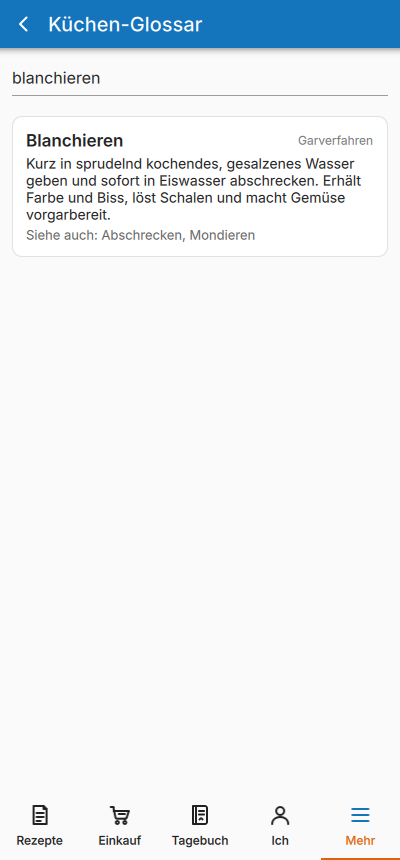 Küchen-Glossar
blanchieren
Blanchieren Garverfahren
Kurz in sprudelnd kochendes, gesalzenes Wasser
geben und sofort in Eiswasser abschrecken. Erhält
Farbe und Biss, löst Schalen und macht Gemüse
vorgarbereit.
Siehe auch: Abschrecken, Mondieren
Rezepte Einkauf Tagebuch Ich Mehr